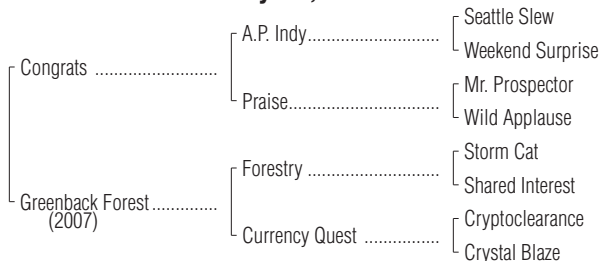 Seattle Slew
A.P. Indy
Weekend Surprise
Congrats
Mr. Prospector
Praise
Wild Applause
Storm Cat
Forestry
Shared Interest
Greenback Forest
(2007)
Cryptoclearance
Currency Quest
Crystal Blaze